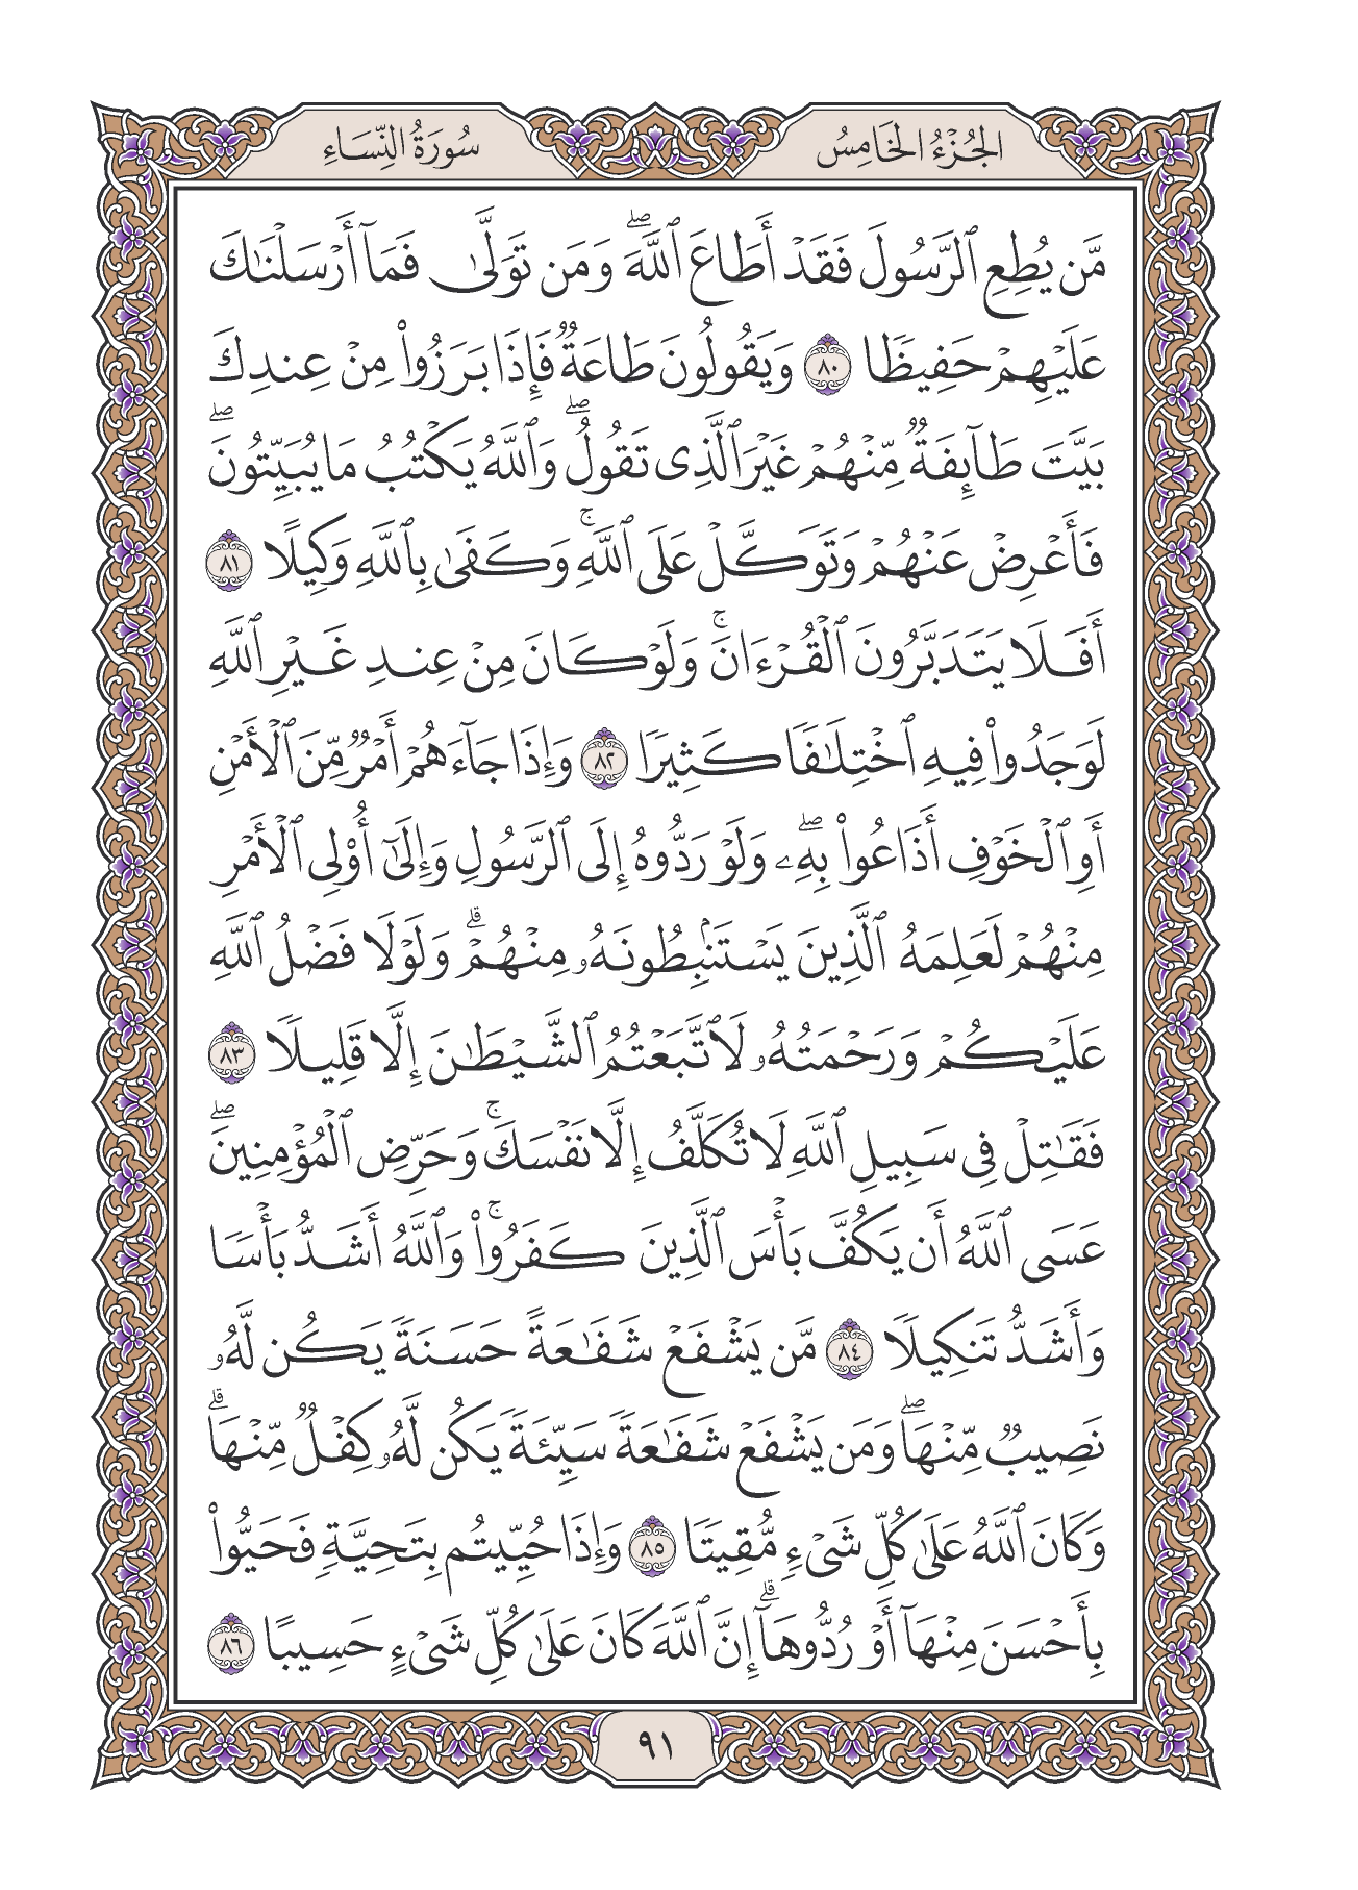 الجُزْءُ الخَامِسُ
سُورَةُ النِّسَاءِ
مَّن يُطِعِ ٱلرَّسُولَ فَقَدْ أَطَاعَ ٱللَّهَۖ وَمَن تَوَلَّىٰ فَمَآ أَرْسَلْنَٰكَ
عَلَيْهِمْ حَفِيظٗا ٨٠ وَيَقُولُونَ طَاعَةٞ فَإِذَا بَرَزُواْ مِنْ عِندِكَ
بَيَّتَ طَآئِفَةٞ مِّنْهُمْ غَيْرَ ٱلَّذِي تَقُولُۖ وَٱللَّهُ يَكْتُبُ مَا يُبَيِّتُونَۖ
فَأَعْرِضْ عَنْهُمْ وَتَوَكَّلْ عَلَى ٱللَّهِۚ وَكَفَىٰ بِٱللَّهِ وَكِيلًا ٨١
أَفَلَا يَتَدَبَّرُونَ ٱلْقُرْءَانَۚ وَلَوْ كَانَ مِنْ عِندِ غَيْرِ ٱللَّهِ
لَوَجَدُواْ فِيهِ ٱخْتِلَٰفٗا كَثِيرٗا ٨٢ وَإِذَا جَآءَهُمْ أَمْرٞ مِّنَ ٱلْأَمْنِ
أَوِ ٱلْخَوْفِ أَذَاعُواْ بِهِۦۖ وَلَوْ رَدُّوهُ إِلَى ٱلرَّسُولِ وَإِلَىٰٓ أُوْلِي ٱلْأَمْرِ
مِنْهُمْ لَعَلِمَهُ ٱلَّذِينَ يَسْتَنۢبِطُونَهُۥ مِنْهُمْۗ وَلَوْلَا فَضْلُ ٱللَّهِ
عَلَيْكُمْ وَرَحْمَتُهُۥ لَٱتَّبَعْتُمُ ٱلشَّيْطَٰنَ إِلَّا قَلِيلٗا ٨٣
فَقَٰتِلْ فِي سَبِيلِ ٱللَّهِ لَا تُكَلَّفُ إِلَّا نَفْسَكَۚ وَحَرِّضِ ٱلْمُؤْمِنِينَۖ
عَسَى ٱللَّهُ أَن يَكُفَّ بَأْسَ ٱلَّذِينَ كَفَرُواْۚ وَٱللَّهُ أَشَدُّ بَأْسٗا
وَأَشَدُّ تَنكِيلٗا ٨٤ مَّن يَشْفَعْ شَفَٰعَةً حَسَنَةٗ يَكُن لَّهُۥ
نَصِيبٞ مِّنْهَاۖ وَمَن يَشْفَعْ شَفَٰعَةٗ سَيِّئَةٗ يَكُن لَّهُۥ كِفْلٞ مِّنْهَاۗ
وَكَانَ ٱللَّهُ عَلَىٰ كُلِّ شَيْءٖ مُّقِيتٗا ٨٥ وَإِذَا حُيِّيتُم بِتَحِيَّةٖ فَحَيُّواْ
بِأَحْسَنَ مِنْهَآ أَوْ رُدُّوهَآۗ إِنَّ ٱللَّهَ كَانَ عَلَىٰ كُلِّ شَيْءٍ حَسِيبًا ٨٦
٩١